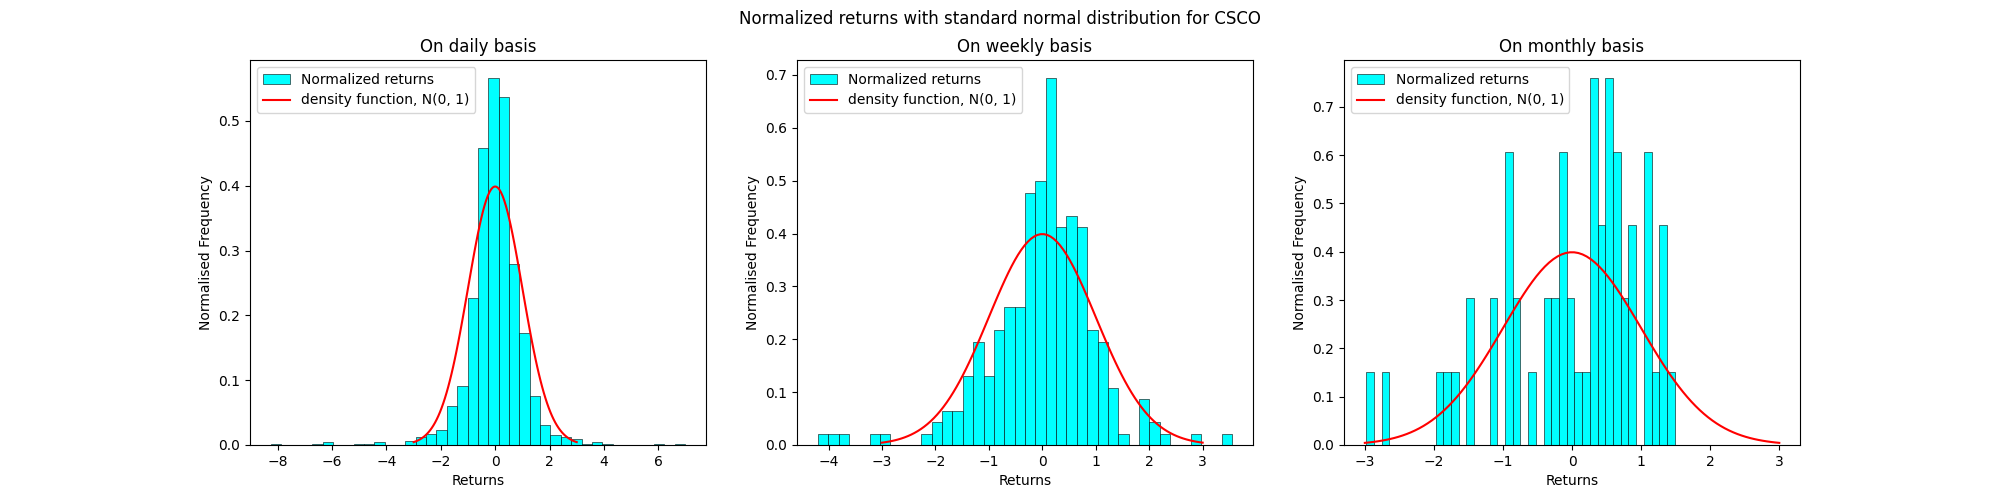 Normalized returns with standard normal distribution for CSCO
On daily basis
Normalized returns
density function, N(0, 1)
Normalised Frequency
0.5
0.4
0.3
0.2
0.1
0.0
−8 −6 −4 −2 0 2 4 6
Returns
On weekly basis
Normalized returns
density function, N(0, 1)
Normalised Frequency
0.7
0.6
0.5
0.4
0.3
0.2
0.1
0.0
−4 −3 −2 −1 0 1 2 3
Returns
On monthly basis
Normalized returns
density function, N(0, 1)
Normalised Frequency
0.7
0.6
0.5
0.4
0.3
0.2
0.1
0.0
−3 −2 −1 0 1 2 3
Returns